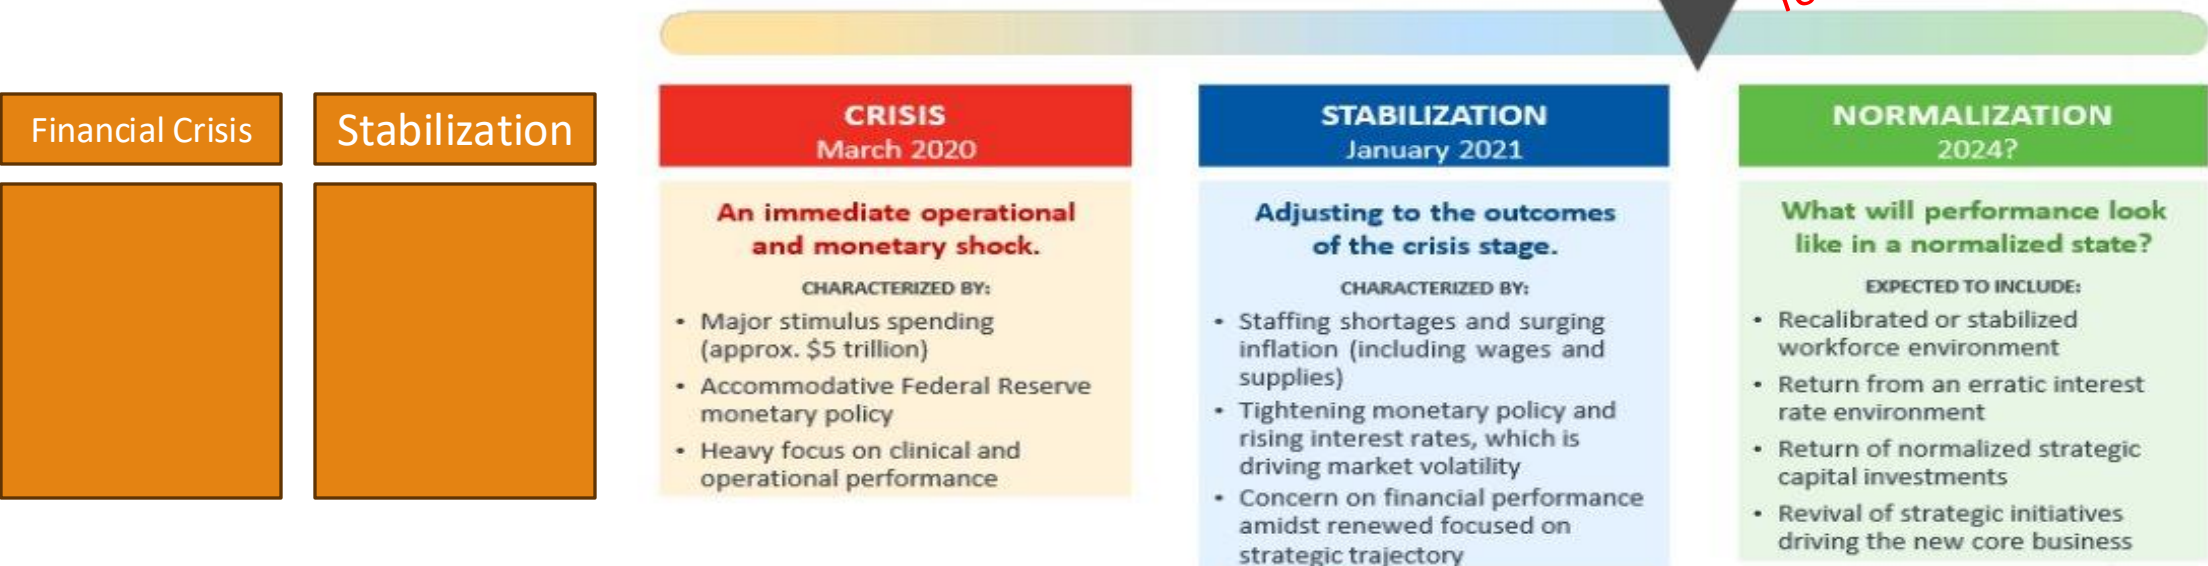 Financial Crisis
Stabilization
CRISIS
March 2020
An immediate operational
and monetary shock.
CHARACTERIZED BY:
• Major stimulus spending
(approx. $5 trillion)
• Accommodative Federal Reserve
monetary policy
• Heavy focus on clinical and
operational performance
STABILIZATION
January 2021
Adjusting to the outcomes
of the crisis stage.
CHARACTERIZED BY:
• Staffing shortages and surging
inflation (including wages and
supplies)
• Tightening monetary policy and
rising interest rates, which is
driving market volatility
• Concern on financial performance
amidst renewed focused on
strategic trajectory
NORMALIZATION
2024?
What will performance look
like in a normalized state?
EXPECTED TO INCLUDE:
• Recalibrated or stabilized
workforce environment
• Return from an erratic interest
rate environment
• Return of normalized strategic
capital investments
• Revival of strategic initiatives
driving the new core business